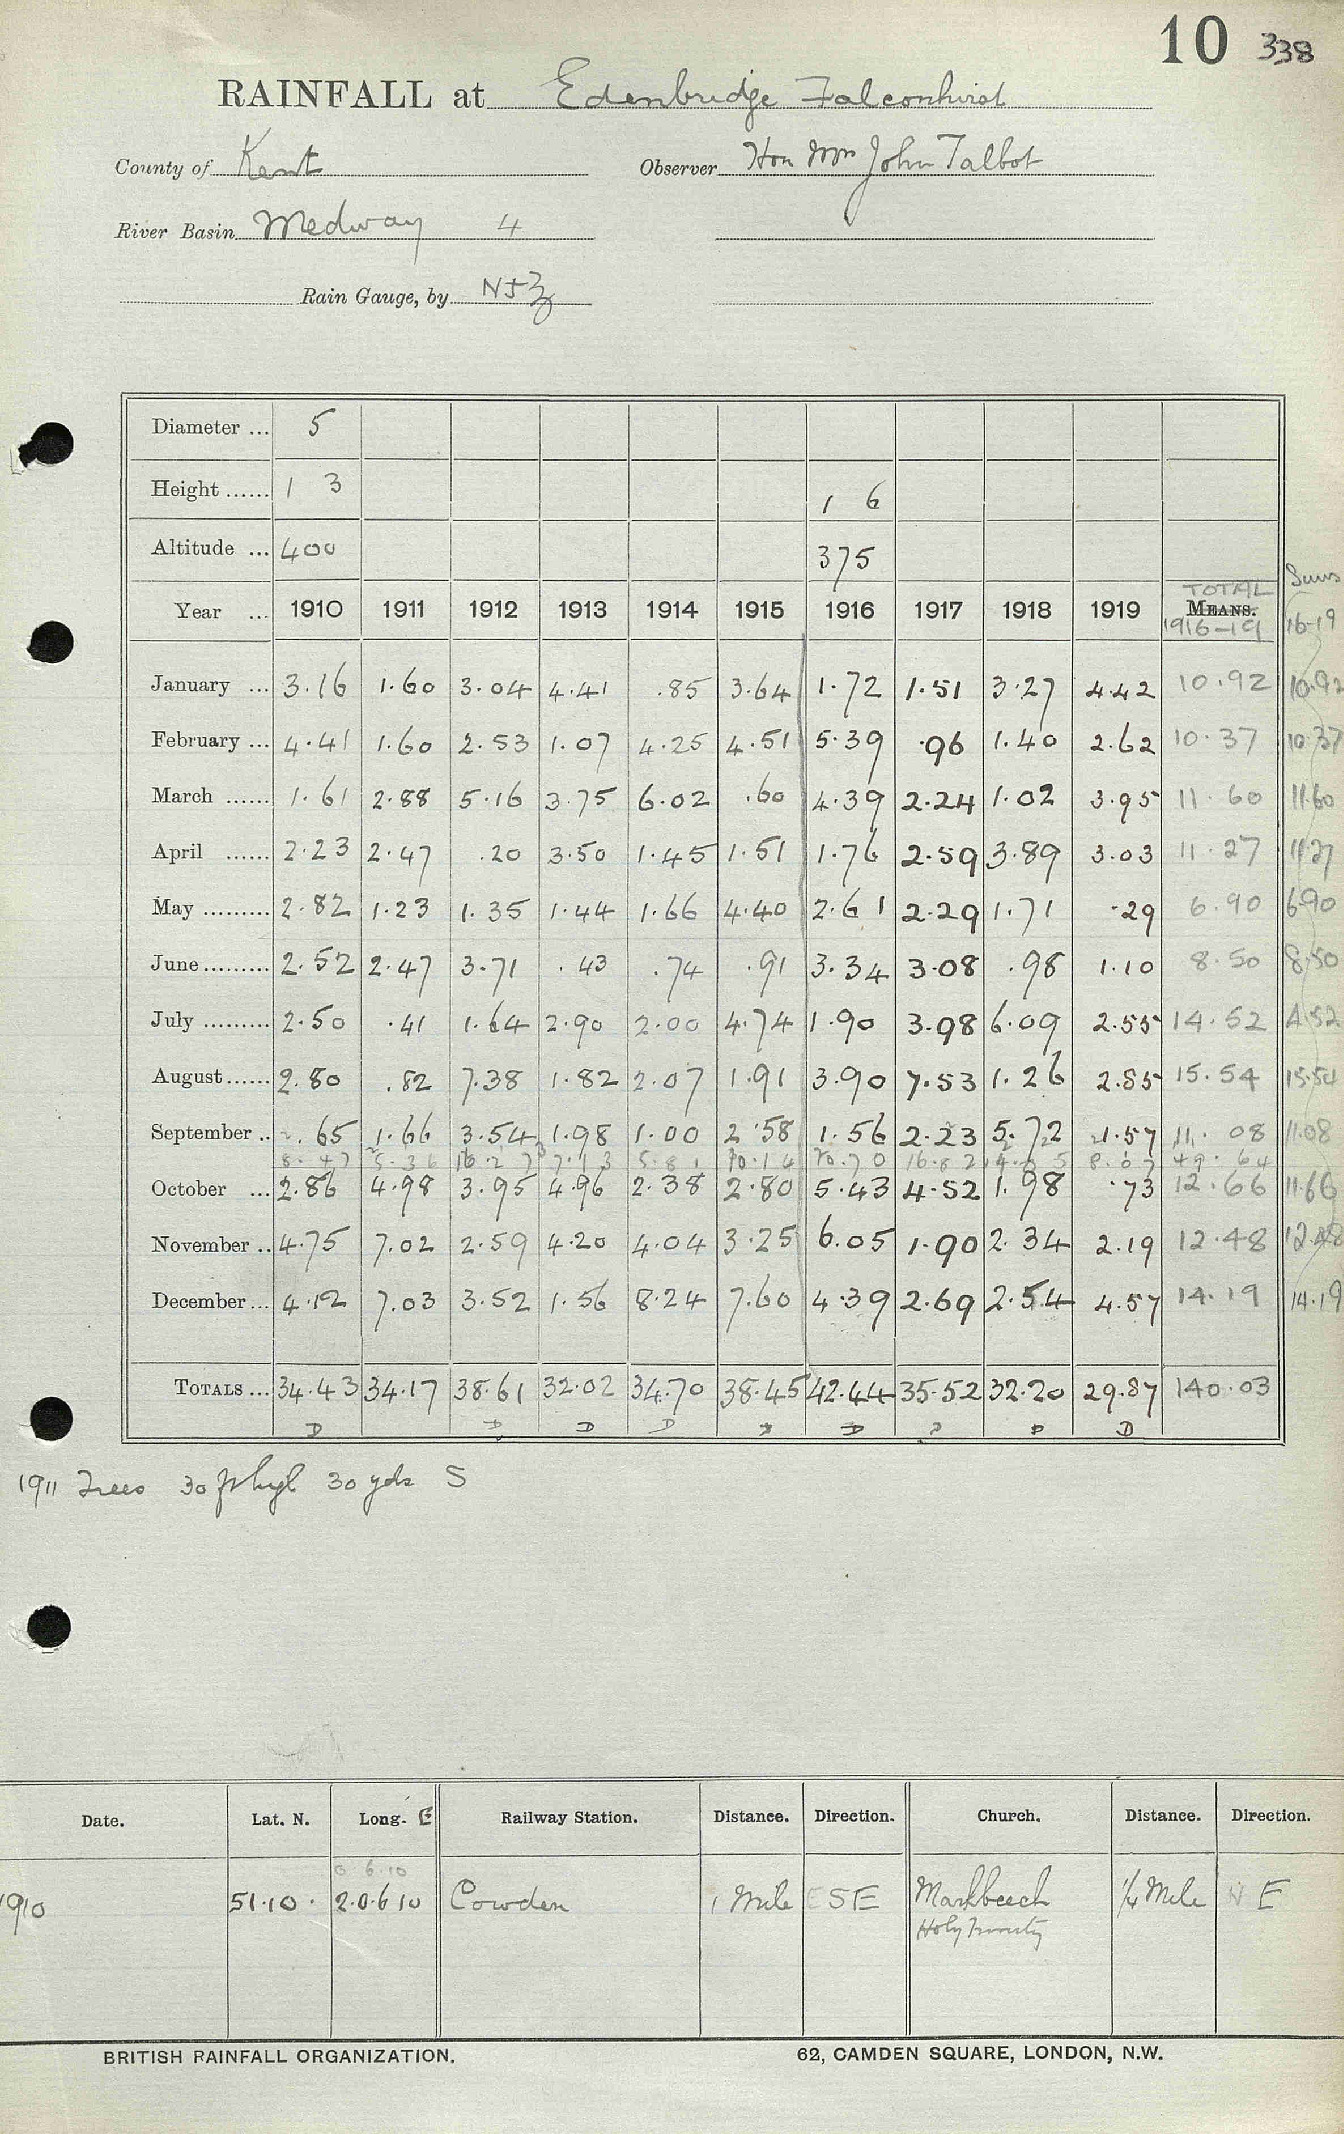 10 338
RAINFALL at Edenbridge Falconhurst
County of Kent Observer Hon Mrs John Talbot
River Basin Medway 4
Rain Gauge, by N & Z
Diameter ... 5
Height ...... 1 3 1 6
Altitude ... 400 375
TOTAL Sums
Year ... 1910 1911 1912 1913 1914 1915 1916 1917 1918 1919 MEANS.
1916-19 16-19
January ... 3.16 1.60 3.04 4.41 .85 3.64 1.72 1.51 3.27 4.42 10.92 10.92
February ... 4.41 1.60 2.53 1.07 4.25 4.51 5.39 .96 1.40 2.62 10.37 10.37
March ...... 1.61 2.88 5.16 3.75 6.02 .60 4.39 2.24 1.02 3.95 11.60 11.60
April ...... 2.23 2.47 .20 3.50 1.45 1.51 1.76 2.59 3.89 3.03 11.27 11.27
May ......... 2.82 1.23 1.35 1.44 1.66 4.40 2.61 2.29 1.71 .29 6.90 6.90
June ......... 2.52 2.47 3.71 .43 .74 .91 3.34 3.08 .98 1.10 8.50 8.50
July ......... 2.50 .41 1.64 2.90 2.00 4.74 1.90 3.98 6.09 2.55 14.52 4.52
August ...... 2.80 .82 7.38 1.82 2.07 1.91 3.90 7.53 1.26 2.85 15.54 15.54
September .. .65 1.66 3.54 1.98 1.00 2.58 1.56 2.23 5.72 1.57 11.08 11.08
8.47 5.36 16.27 7.13 5.81 10.14 10.70 16.82 8.07 49.64
October ... 2.86 4.98 3.95 4.96 2.38 2.80 5.43 4.52 1.98 .73 12.66 11.66
November .. 4.75 7.02 2.59 4.20 4.04 3.25 6.05 1.90 2.34 2.19 12.48 12.48
December ... 4.12 7.03 3.52 1.56 8.24 7.60 4.39 2.69 2.54 4.57 14.19 14.19
TOTALS ... 34.43 34.17 38.61 32.02 34.70 38.45 42.44 35.52 32.20 29.87 140.03
D D D D D D D D
1911 Trees 30 ft high 30 yds S
Date. Lat. N. Long. E Railway Station. Distance. Direction. Church. Distance. Direction.
0 6.10
1910 51.10. 2.0.6 10 Cowden 1 Mile ESE Markbeech 1/4 Mile N E
Holy Trinity
BRITISH RAINFALL ORGANIZATION. 62, CAMDEN SQUARE, LONDON, N.W.